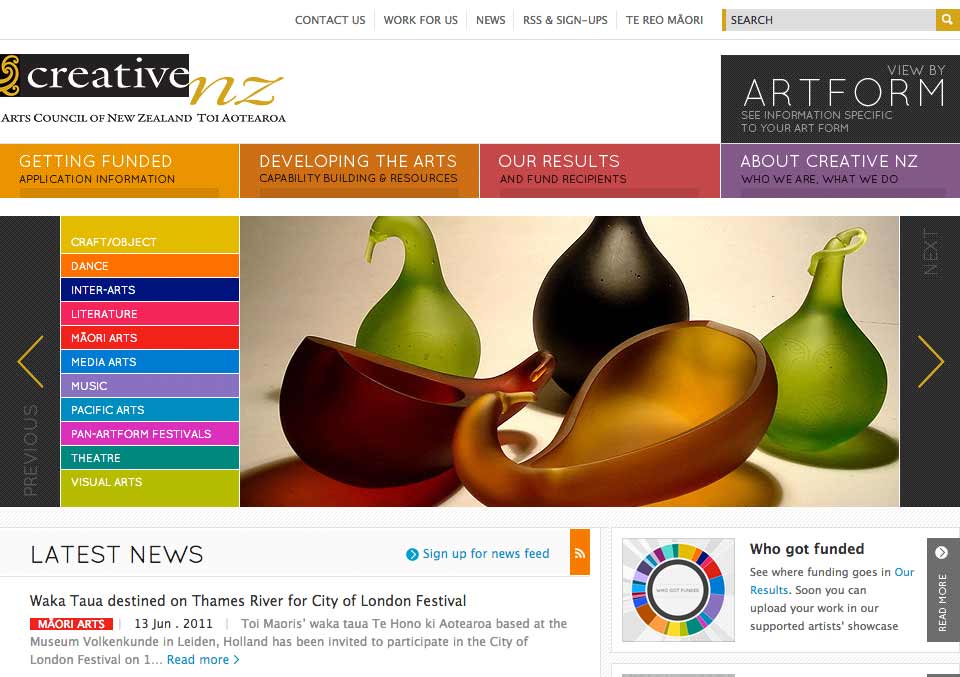 CONTACT US
WORK FOR US
NEWS
RSS & SIGN-UPS
TE REO MĀORI
SEARCH
creative nz
ARTS COUNCIL OF NEW ZEALAND TOI AOTEAROA
VIEW BY
ARTFORM
SEE INFORMATION SPECIFIC
TO YOUR ART FORM
GETTING FUNDED
APPLICATION INFORMATION
DEVELOPING THE ARTS
CAPABILITY BUILDING & RESOURCES
OUR RESULTS
AND FUND RECIPIENTS
ABOUT CREATIVE NZ
WHO WE ARE, WHAT WE DO
PREVIOUS
CRAFT/OBJECT
DANCE
INTER-ARTS
LITERATURE
MĀORI ARTS
MEDIA ARTS
MUSIC
PACIFIC ARTS
PAN-ARTFORM FESTIVALS
THEATRE
VISUAL ARTS
NEXT
LATEST NEWS
Sign up for news feed
Waka Taua destined on Thames River for City of London Festival
MĀORI ARTS | 13 Jun . 2011 | Toi Maoris’ waka taua Te Hono ki Aotearoa based at the
Museum Volkenkunde in Leiden, Holland has been invited to participate in the City of
London Festival on 1... Read more >
WHO GOT FUNDED
Who got funded
See where funding goes in Our
Results. Soon you can
upload your work in our
supported artists’ showcase
READ MORE